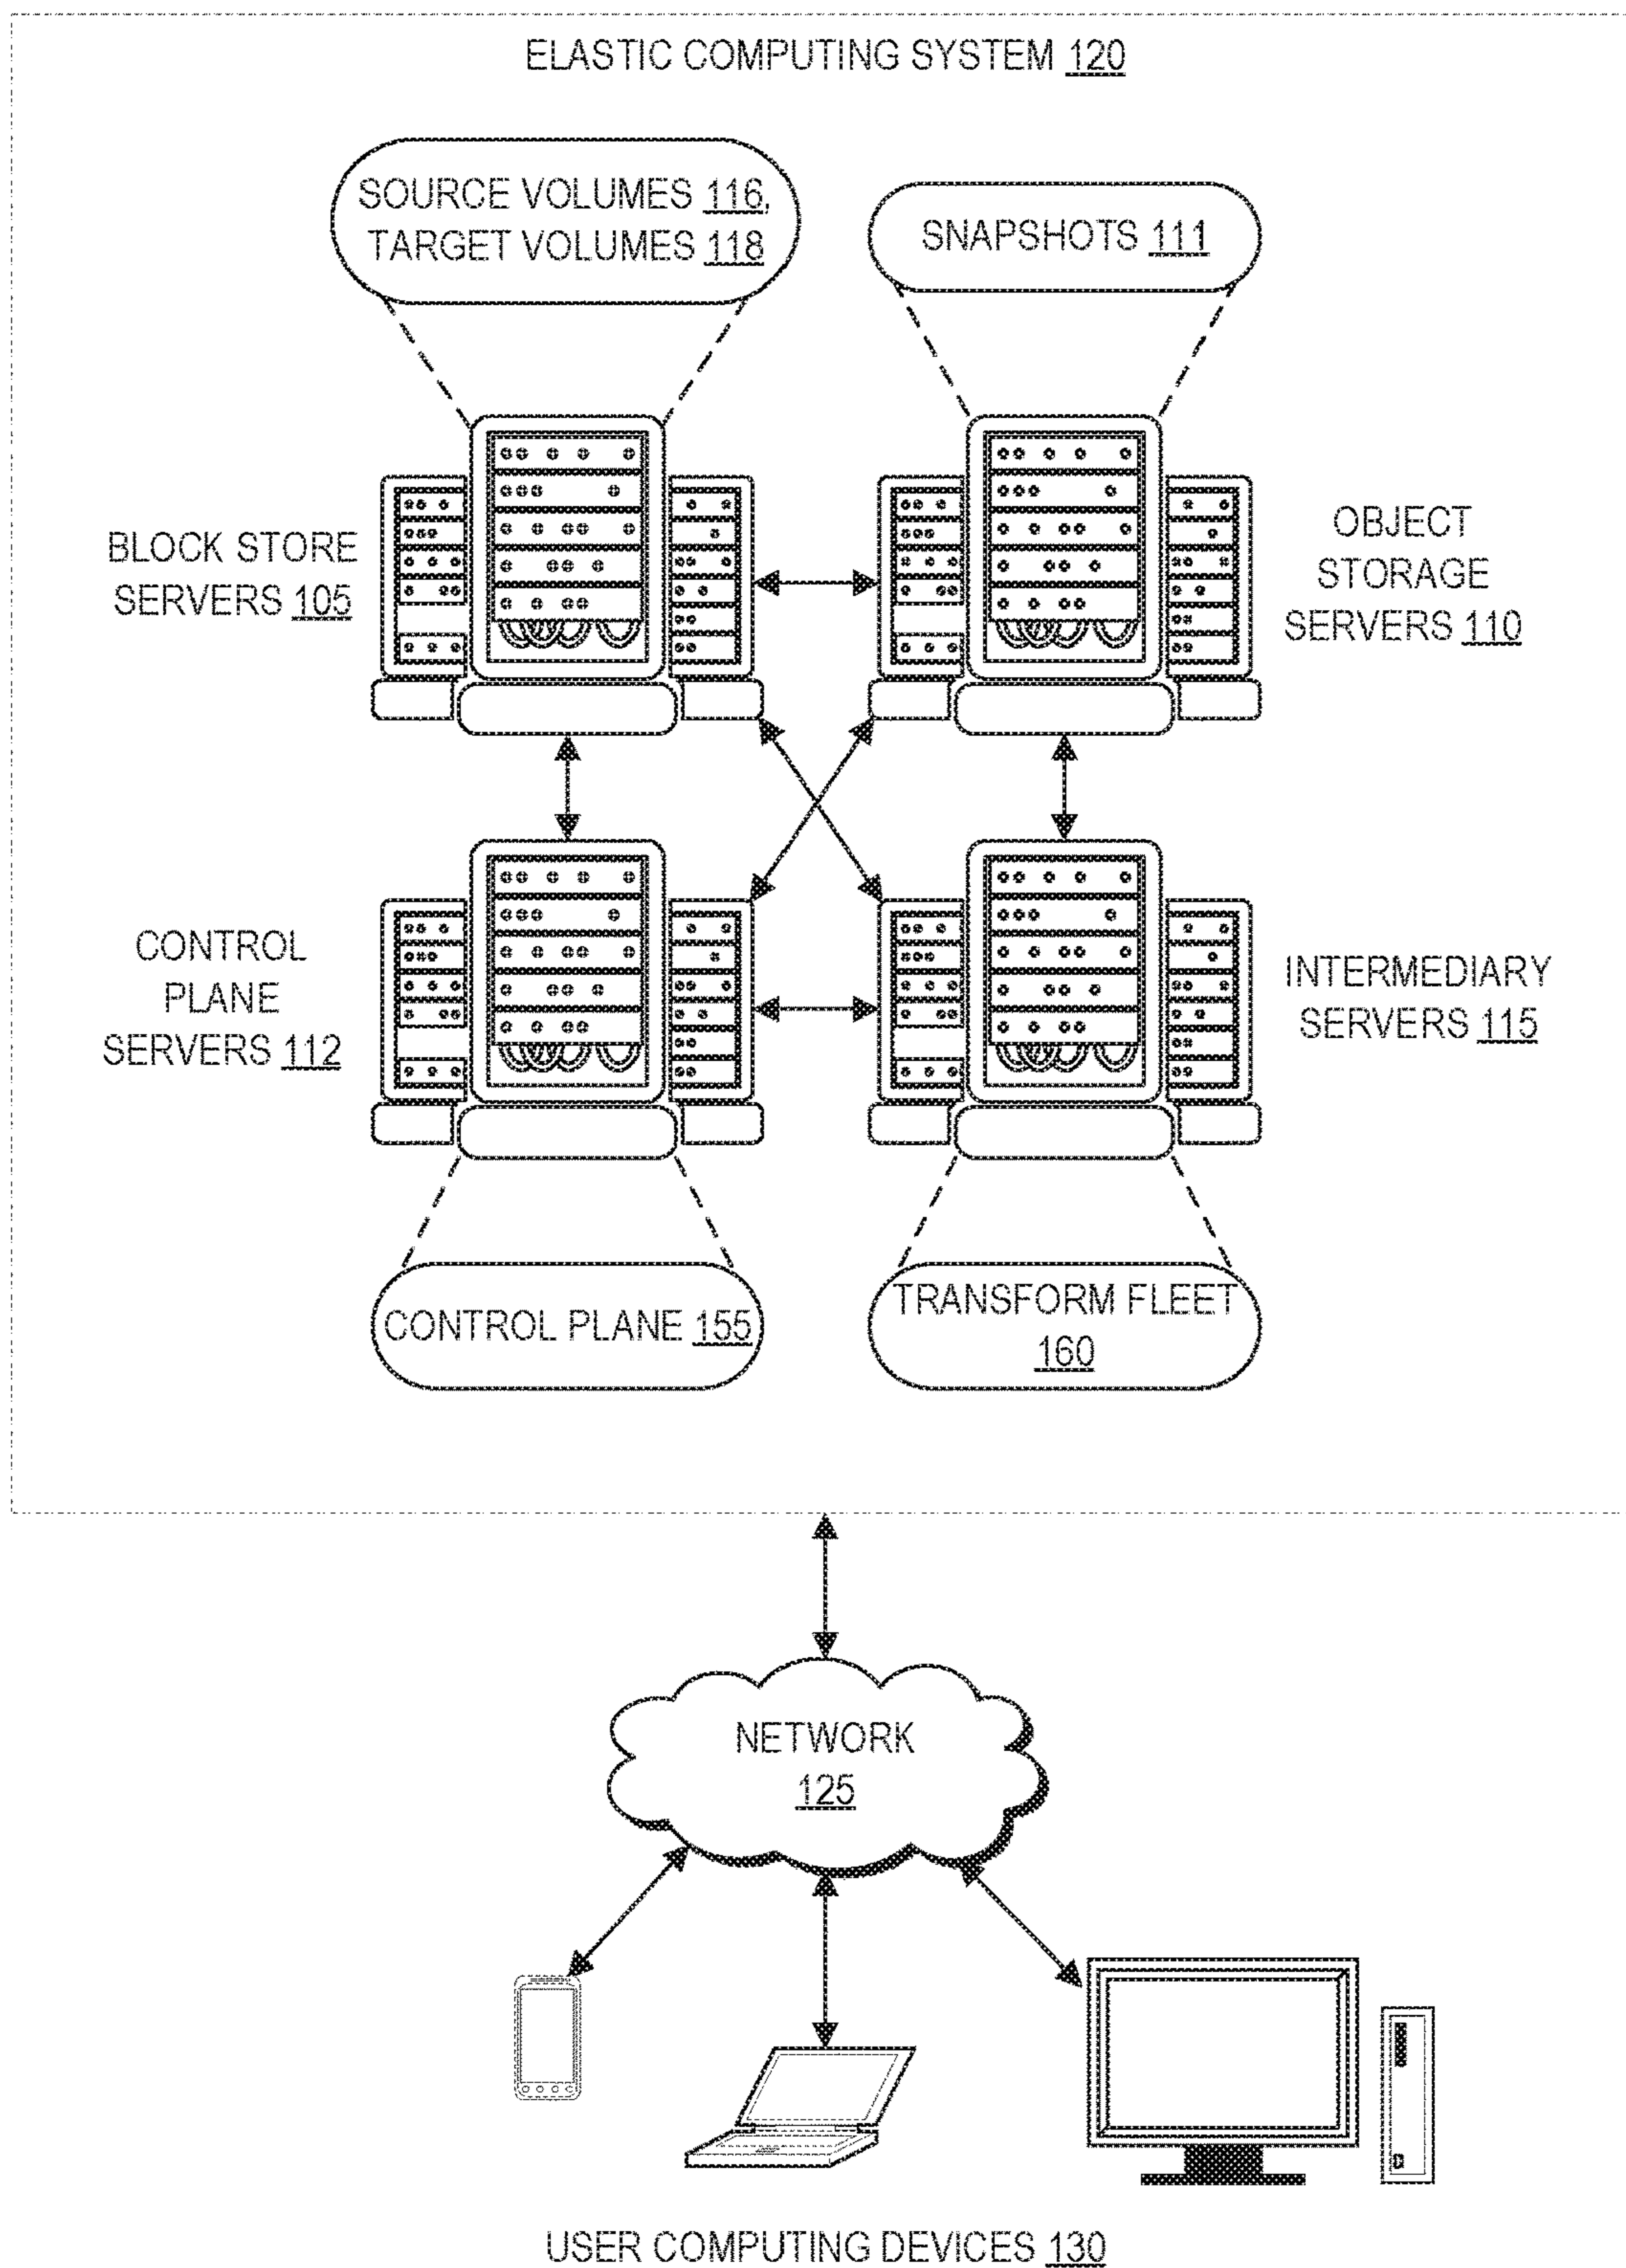 ELASTIC COMPUTING SYSTEM 120
SOURCE VOLUMES 116,
TARGET VOLUMES 118
SNAPSHOTS 111
BLOCK STORE
SERVERS 105
OBJECT
STORAGE
SERVERS 110
CONTROL
PLANE
SERVERS 112
INTERMEDIARY
SERVERS 115
CONTROL PLANE 155
TRANSFORM FLEET
160
NETWORK
125
USER COMPUTING DEVICES 130